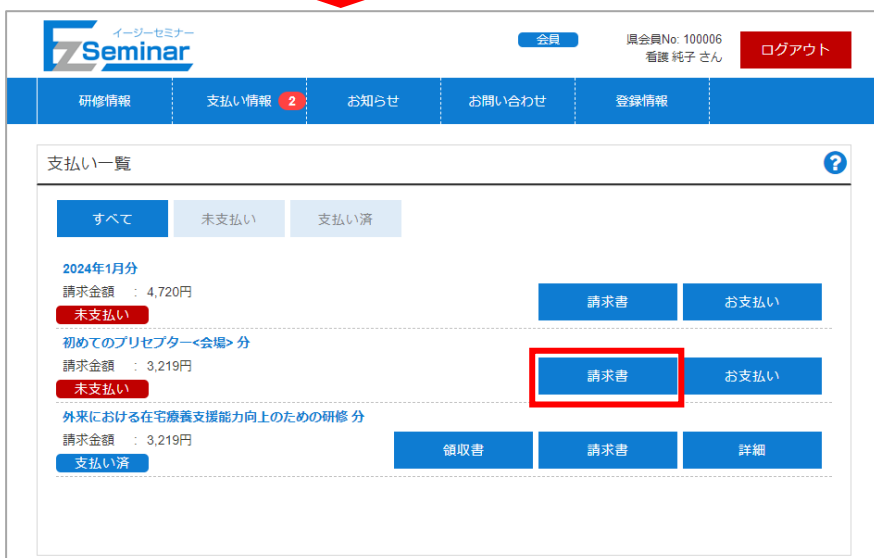 イージーセミナー
EZSeminar
会員
県会員No: 100006
看護 純子 さん
ログアウト
研修情報
支払い情報 2
お知らせ
お問い合わせ
登録情報
支払い一覧
?
すべて
未支払い
支払い済
2024年1月分
請求金額 : 4,720円
未支払い
請求書
お支払い
初めてのプリセプター<会場> 分
請求金額 : 3,219円
未支払い
請求書
お支払い
外来における在宅療養支援能力向上のための研修 分
請求金額 : 3,219円
支払い済
領収書
請求書
詳細